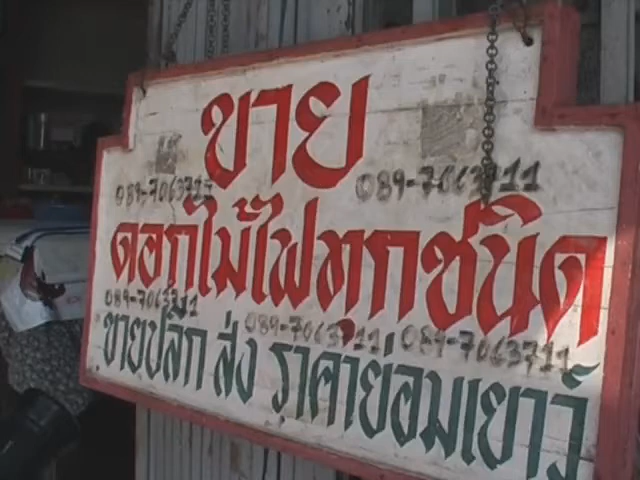 ขาย
089-7063711 089-7063711
ดอกไม้ไฟทุกชนิด
089-7063711 089-7063711 089-7063711
ขายปลีก ส่ง ราคาย่อมเยาว์